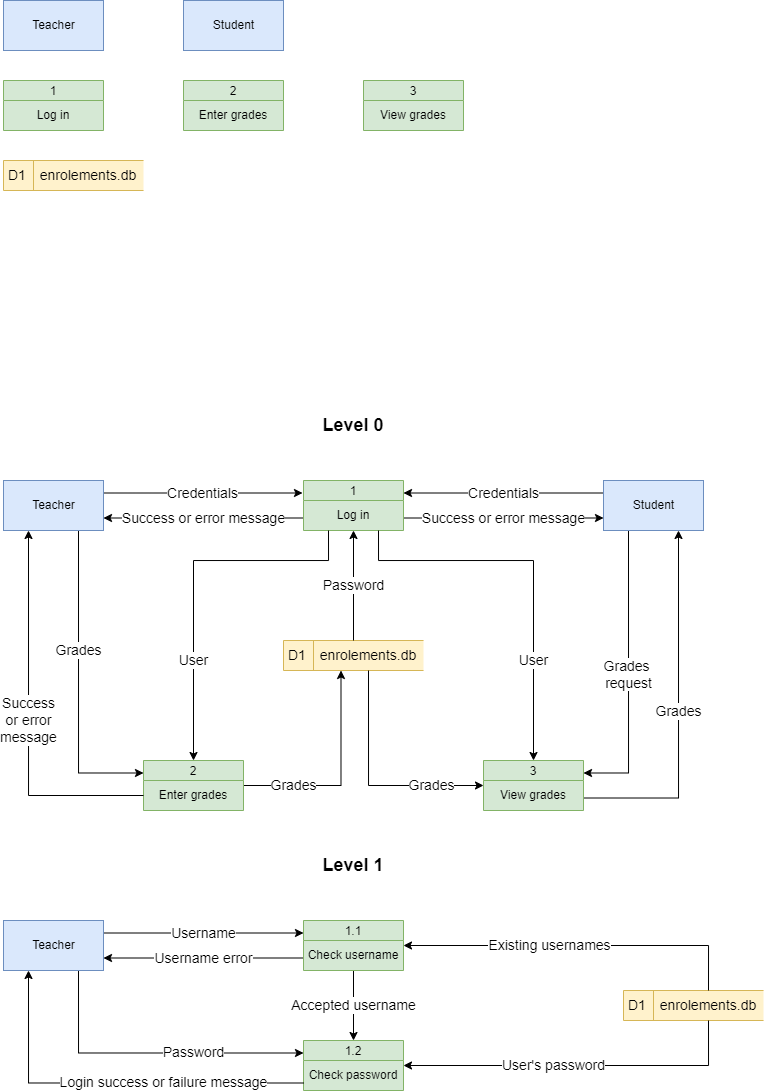 Teacher
Student
1
2
3
Log in
Enter grades
View grades
D1
enrolements.db
Level 0
Teacher
Credentials
1
Credentials
Student
Success or error message
Log in
Success or error message
Password
Grades
User
D1
enrolements.db
User
Grades
request
Success
or error
message
Grades
2
Enter grades
Grades
Grades
3
View grades
Level 1
Teacher
Username
1.1
Username error
Check username
Existing usernames
Accepted username
D1
enrolements.db
Password
1.2
User's password
Login success or failure message
Check password